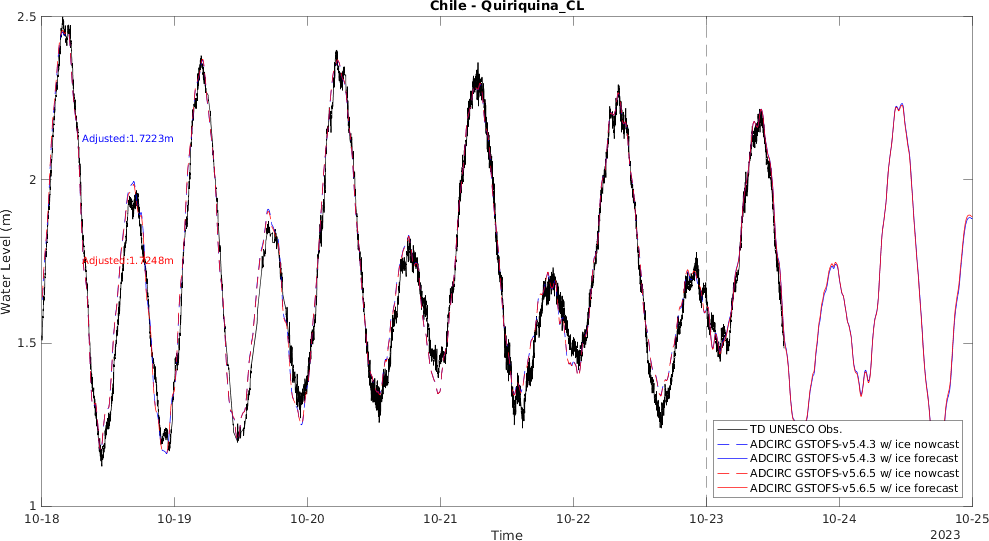 Chile - Quiriquina_CL
2.5
2
1.5
1
Water Level (m)
Adjusted:1.7223m
Adjusted:1.7248m
TD UNESCO Obs.
ADCIRC GSTOFS-v5.4.3 w/ ice nowcast
ADCIRC GSTOFS-v5.4.3 w/ ice forecast
ADCIRC GSTOFS-v5.6.5 w/ ice nowcast
ADCIRC GSTOFS-v5.6.5 w/ ice forecast
10-18 10-19 10-20 10-21 10-22 10-23 10-24 10-25
Time
2023